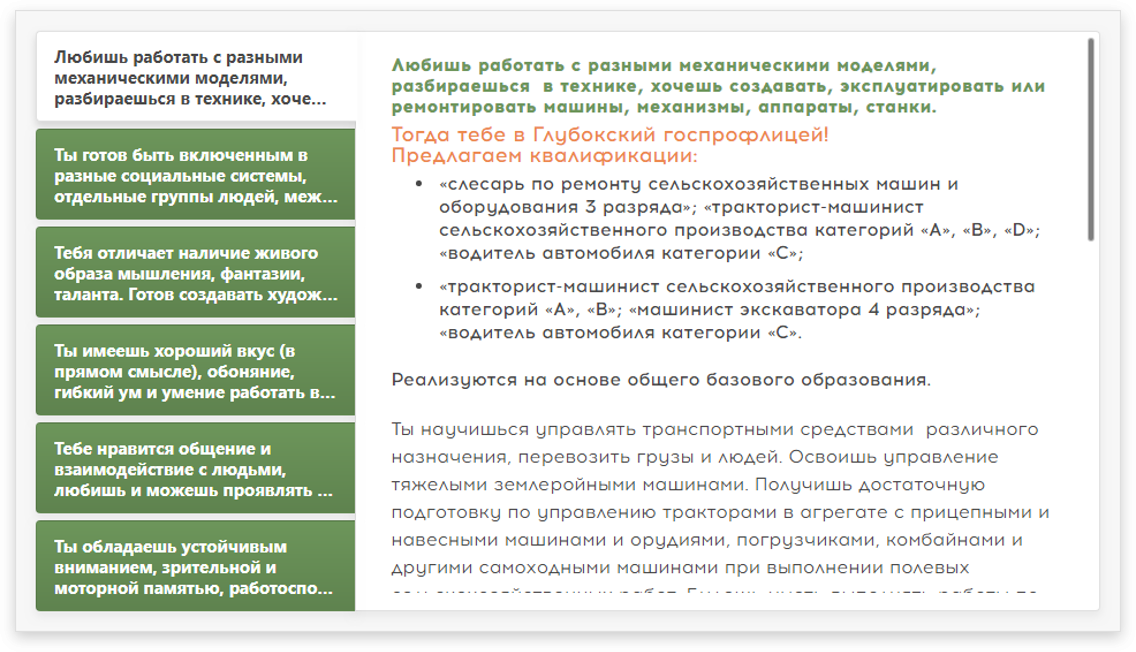 Любишь работать с разными
механическими моделями,
разбираешься в технике, хоче...
Ты готов быть включенным в
разные социальные системы,
отдельные группы людей, меж...
Тебя отличает наличие живого
образа мышления, фантазии,
таланта. Готов создавать худож...
Ты имеешь хороший вкус (в
прямом смысле), обоняние,
гибкий ум и умение работать в...
Тебе нравится общение и
взаимодействие с людьми,
любишь и можешь проявлять ...
Ты обладаешь устойчивым
вниманием, зрительной и
моторной памятью, работоспо...
Любишь работать с разными механическими моделями,
разбираешься  в технике, хочешь создавать, эксплуатировать или
ремонтировать машины, механизмы, аппараты, станки.
Тогда тебе в Глубокский госпрофлицей!
Предлагаем квалификации:
• «слесарь по ремонту сельскохозяйственных машин и
оборудования 3 разряда»; «тракторист-машинист
сельскохозяйственного производства категорий «А», «В», «D»;
«водитель автомобиля категории «С»;
• «тракторист-машинист сельскохозяйственного производства
категорий «А», «В»; «машинист экскаватора 4 разряда»;
«водитель автомобиля категории «С».
Реализуются на основе общего базового образования.
Ты научишься управлять транспортными средствами  различного
назначения, перевозить грузы и людей. Освоишь управление
тяжелыми землеройными машинами. Получишь достаточную
подготовку по управлению тракторами в агрегате с прицепными и
навесными машинами и орудиями, погрузчиками, комбайнами и
другими самоходными машинами при выполнении полевых